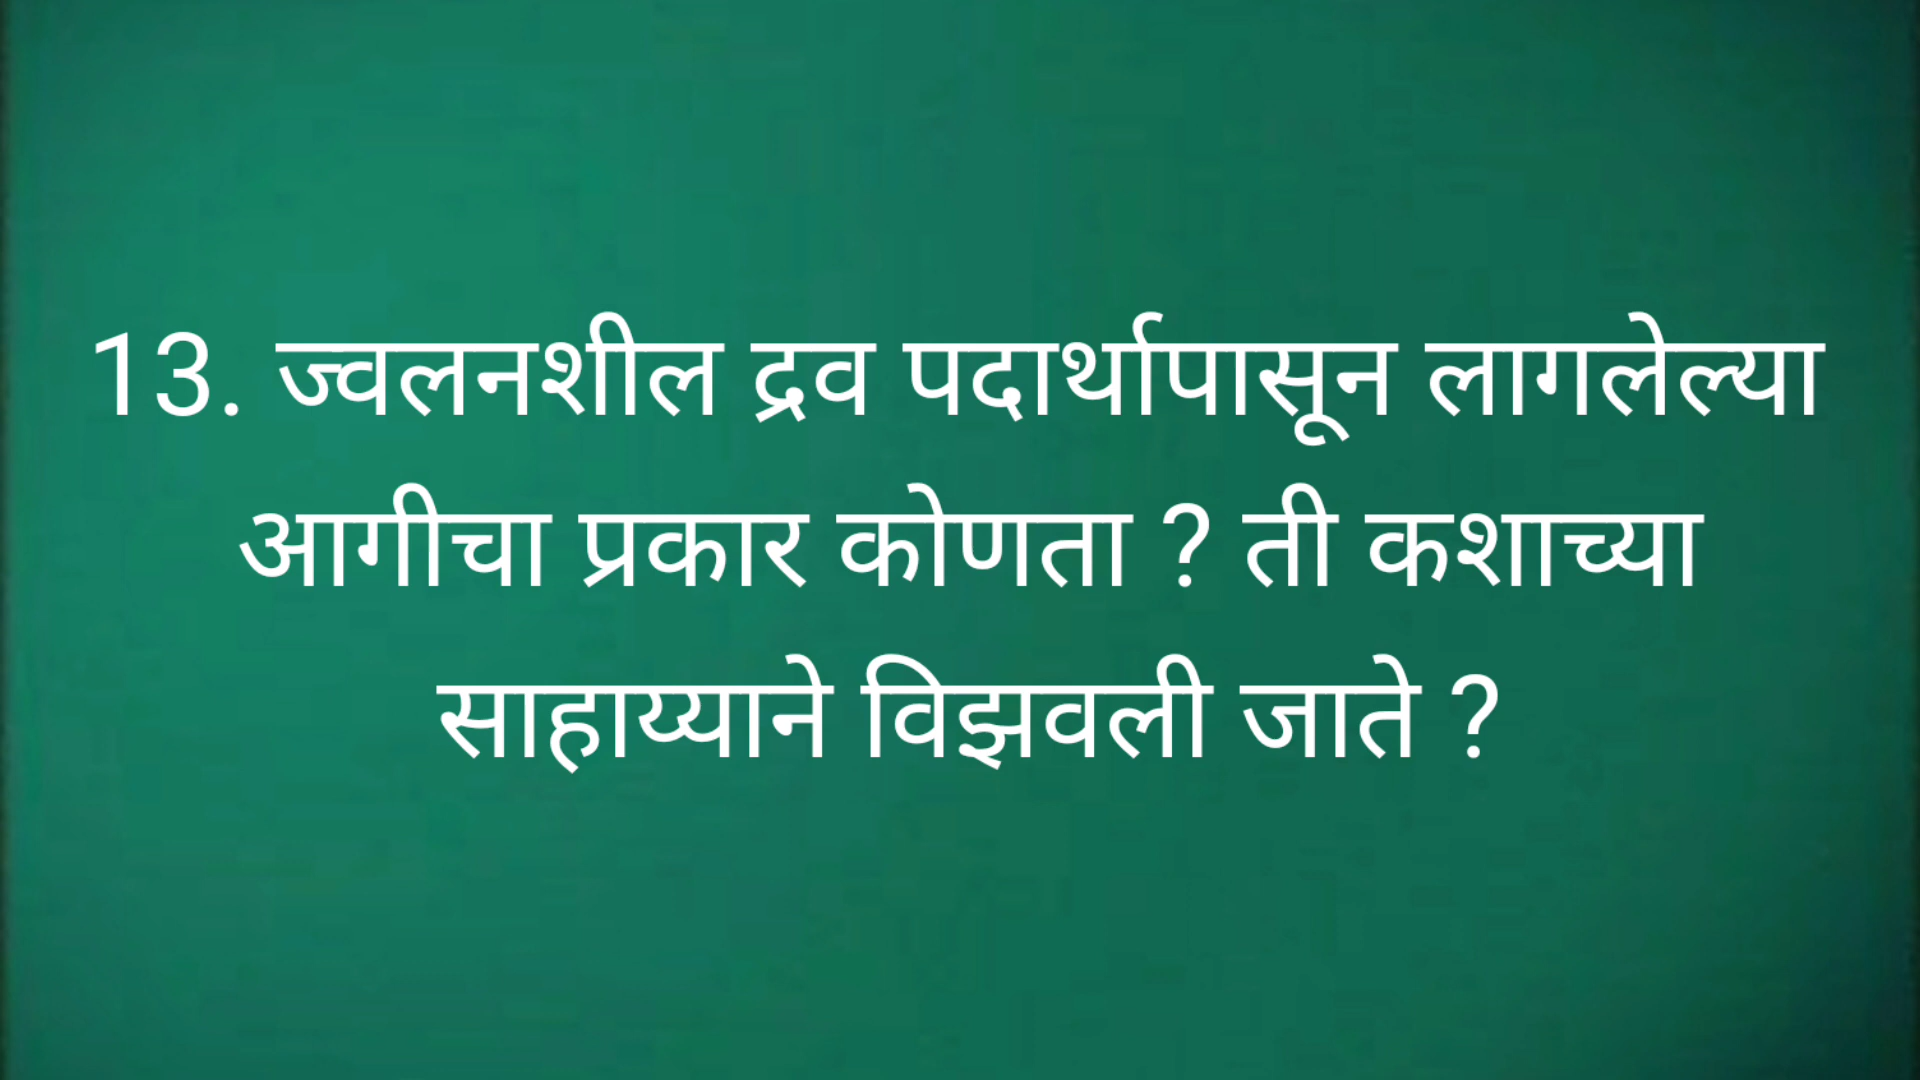 13. ज्वलनशील द्रव पदार्थापासून लागलेल्या
आगीचा प्रकार कोणता ? ती कशाच्या
साहाय्याने विझवली जाते ?